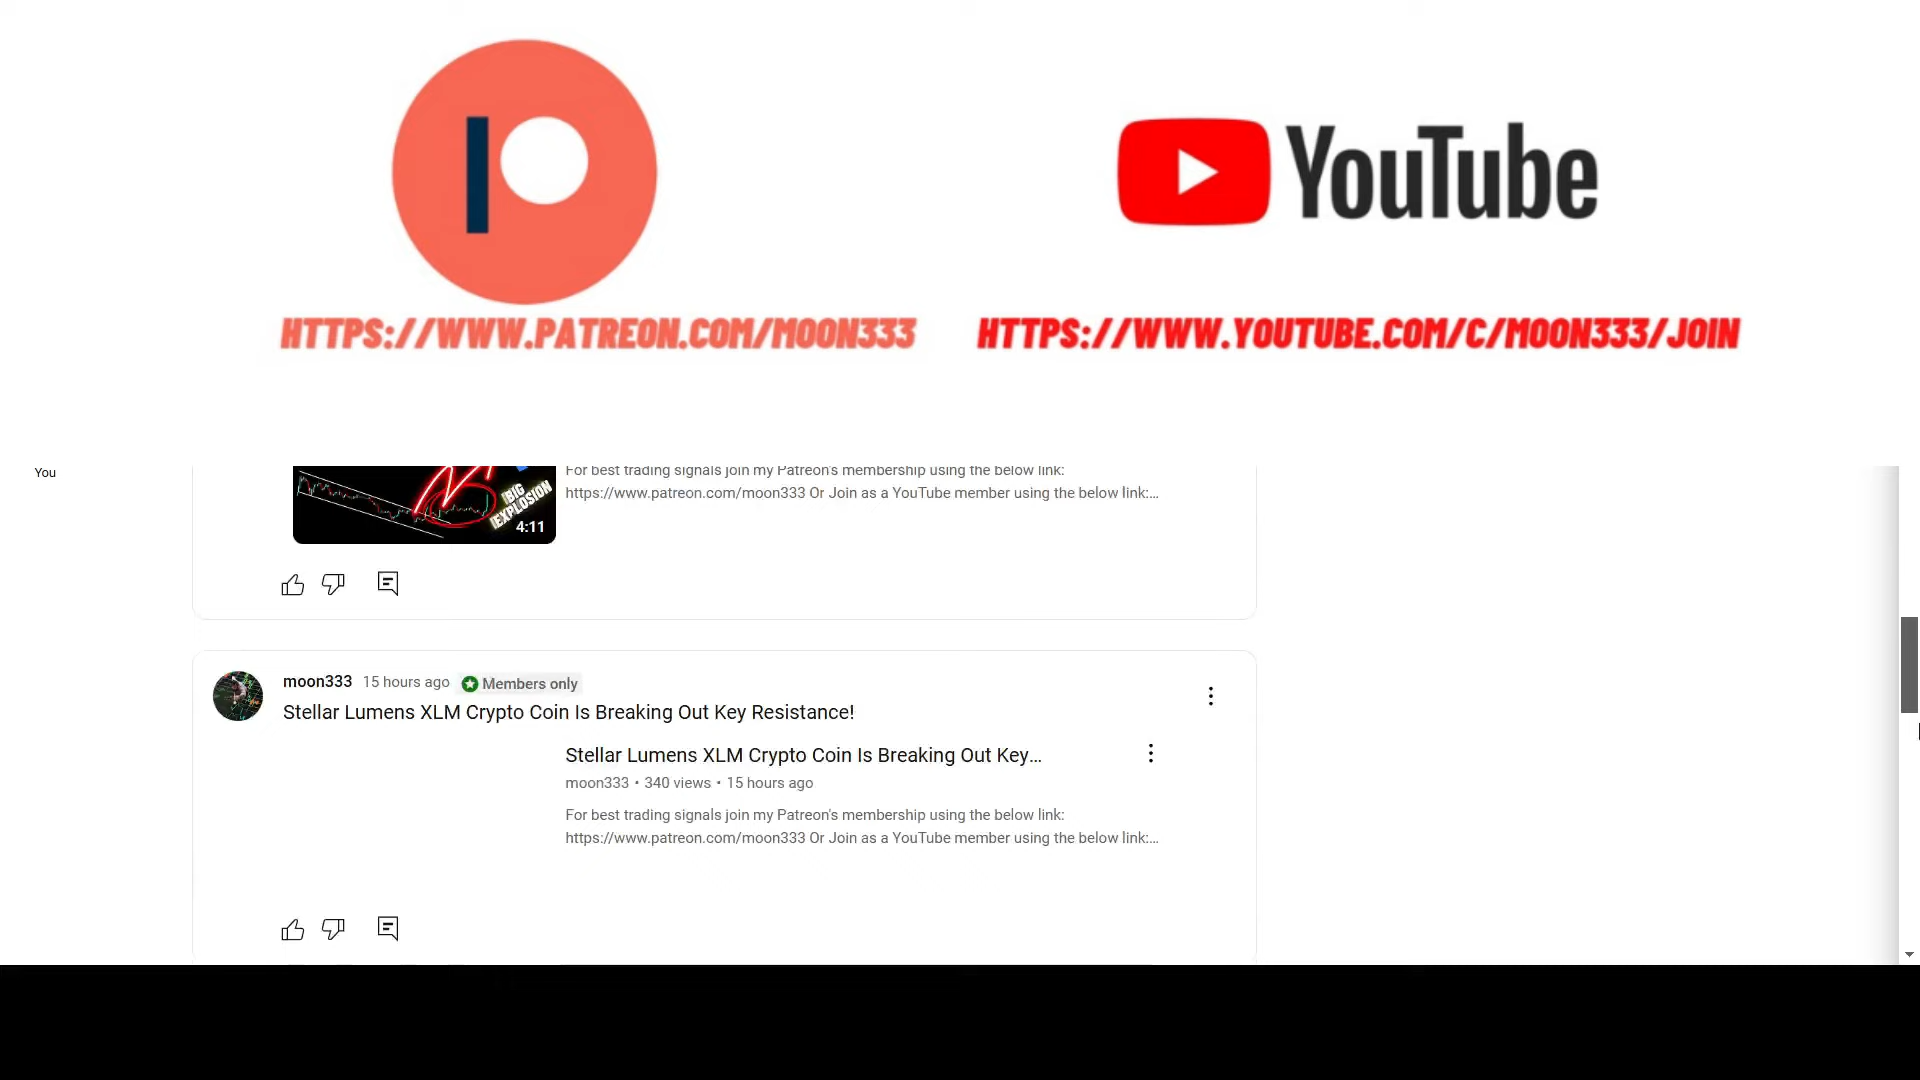 YouTube
HTTPS://WWW.PATREON.COM/MOON333
HTTPS://WWW.YOUTUBE.COM/C/MOON333/JOIN
You
For best trading signals join my Patreon's membership using the below link:
https://www.patreon.com/moon333 Or Join as a YouTube member using the below link:...
BIG
EXPLOSION
4:11
moon333 15 hours ago Members only
Stellar Lumens XLM Crypto Coin Is Breaking Out Key Resistance!
Stellar Lumens XLM Crypto Coin Is Breaking Out Key...
moon333 • 340 views • 15 hours ago
For best trading signals join my Patreon's membership using the below link:
https://www.patreon.com/moon333 Or Join as a YouTube member using the below link:...